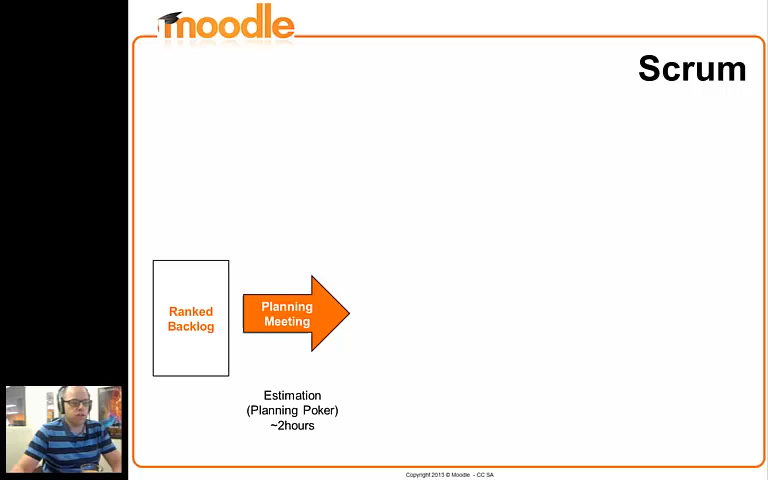 moodle
Scrum
Ranked
Backlog
Planning
Meeting
Estimation
(Planning Poker)
~2hours
Copyright 2013 © Moodle - CC SA